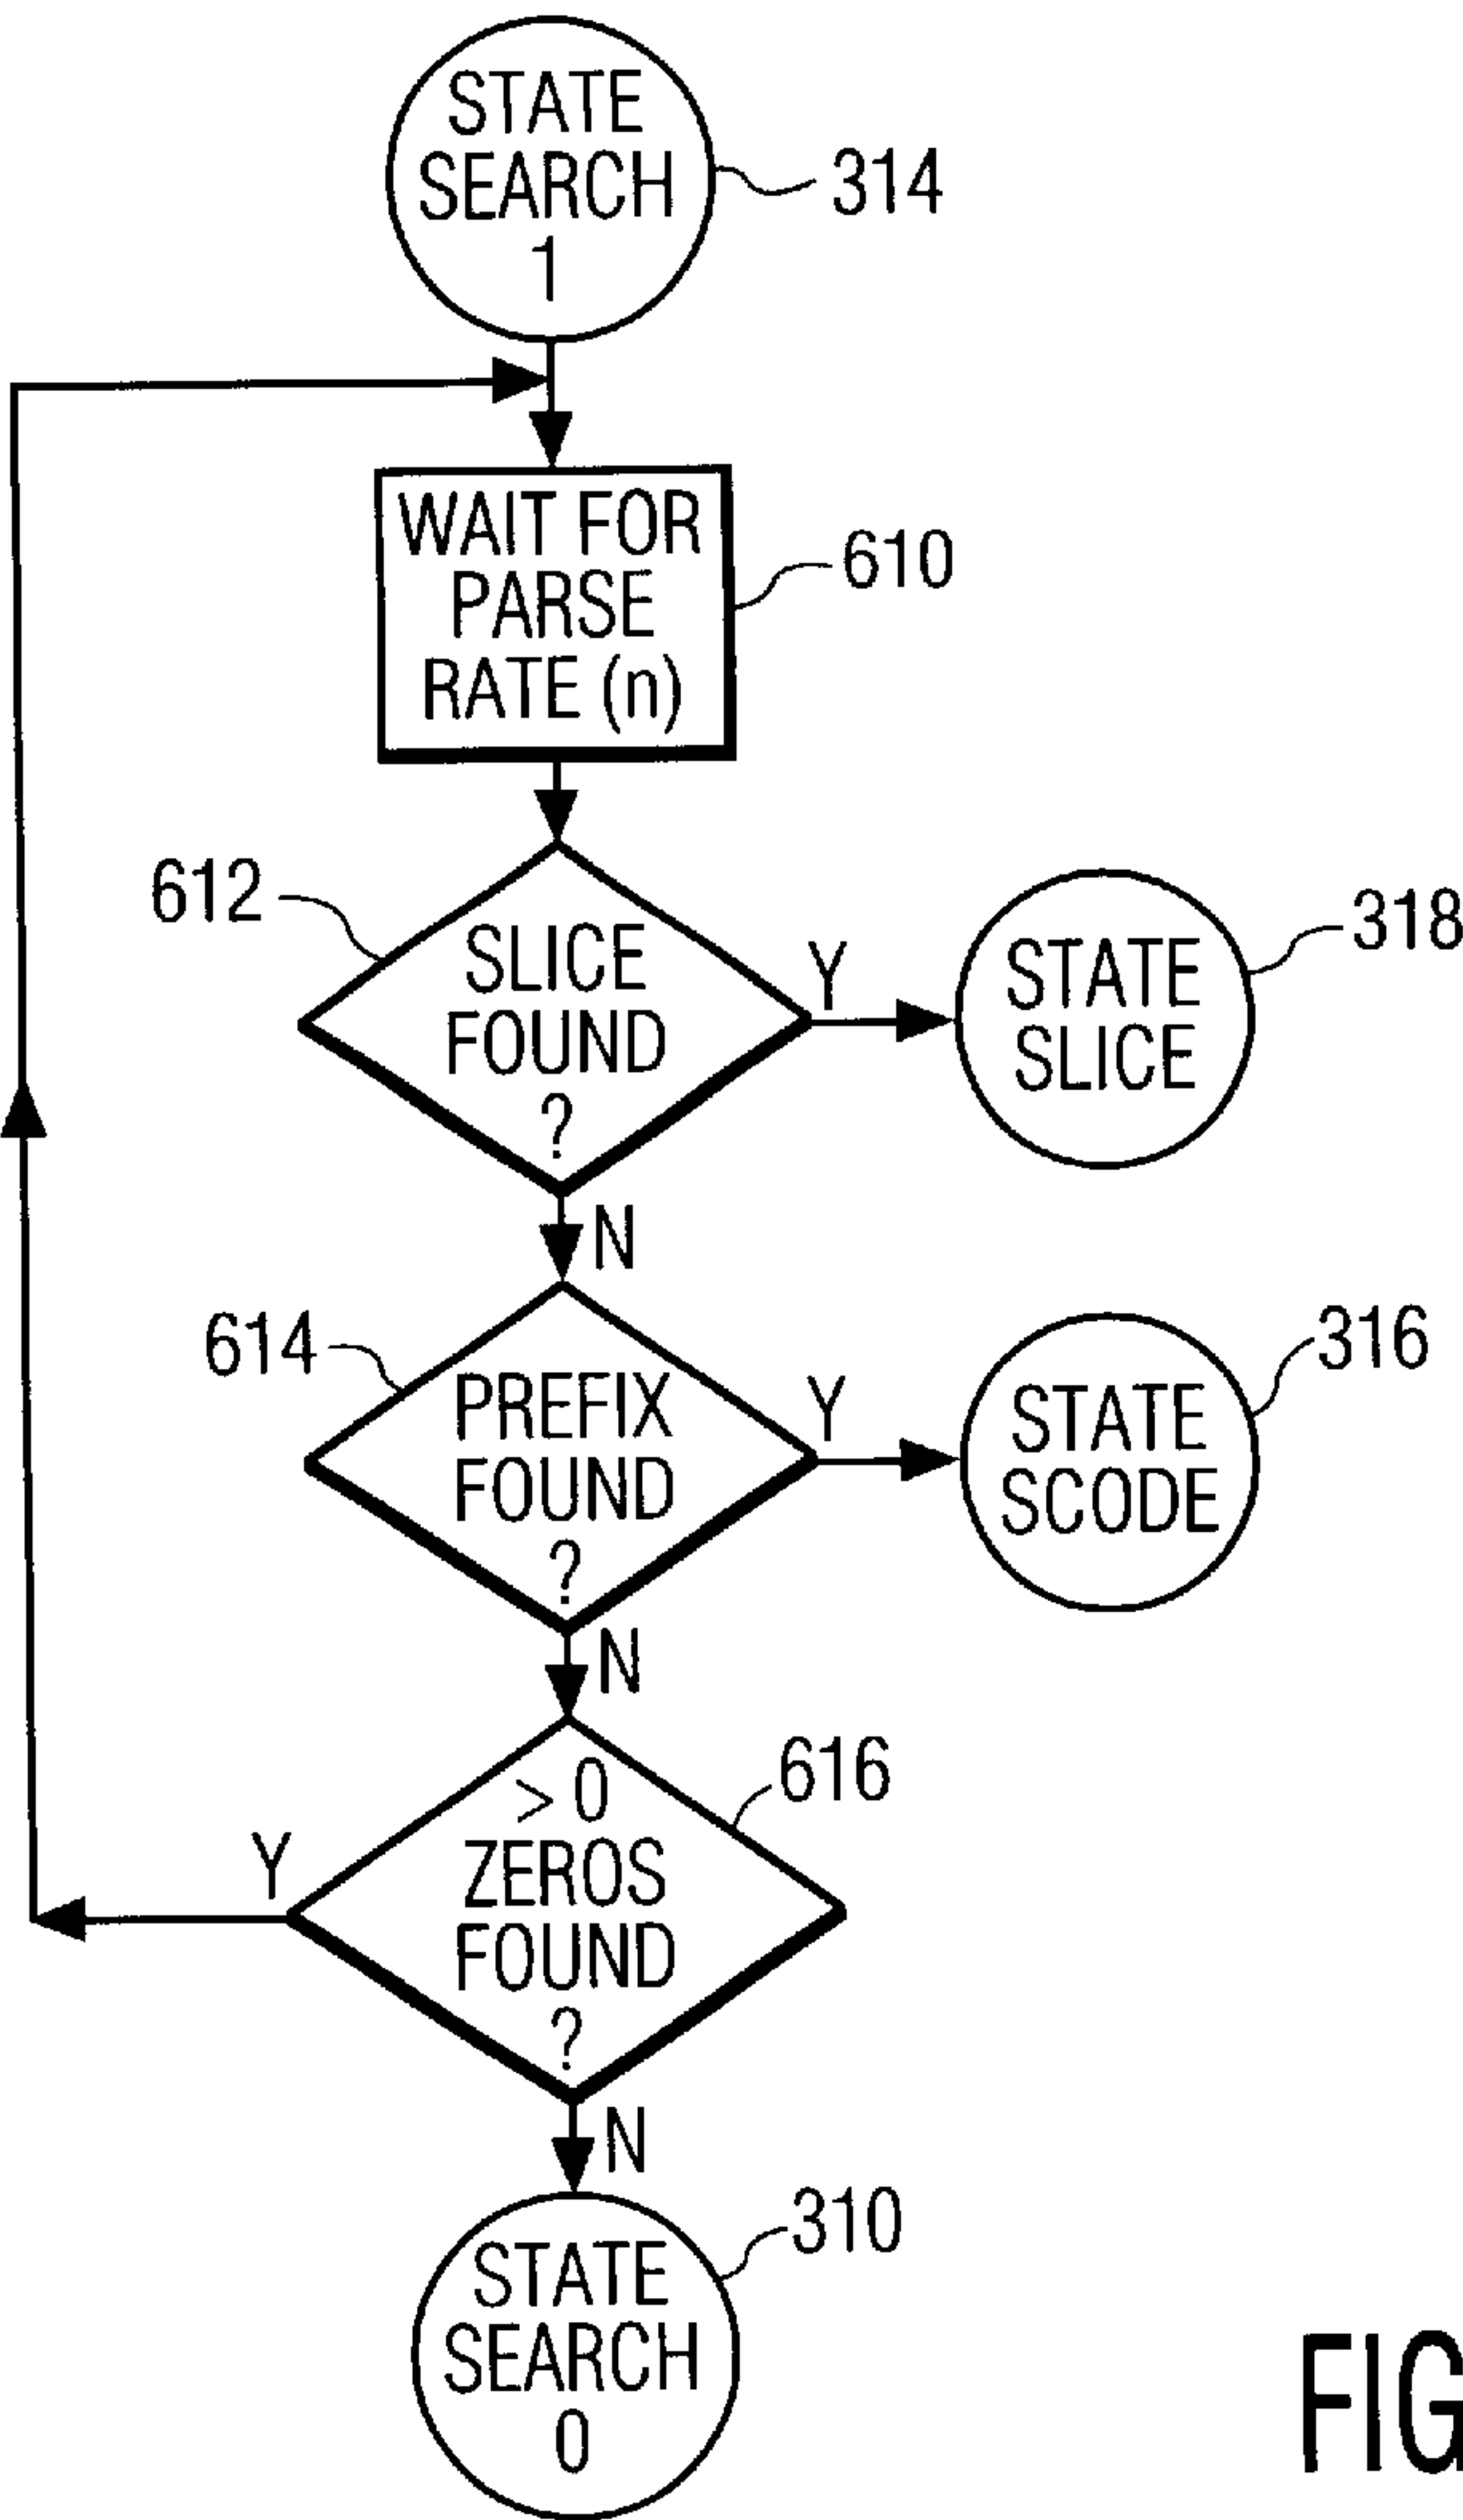 STATE
SEARCH
1
314
WAIT FOR
PARSE
RATE (n)
610
612
SLICE
FOUND
?
Y
STATE
SLICE
318
N
614
PREFIX
FOUND
?
Y
STATE
SCODE
316
N
> 0
ZEROS
FOUND
?
616
Y
N
310
STATE
SEARCH
0
FIG